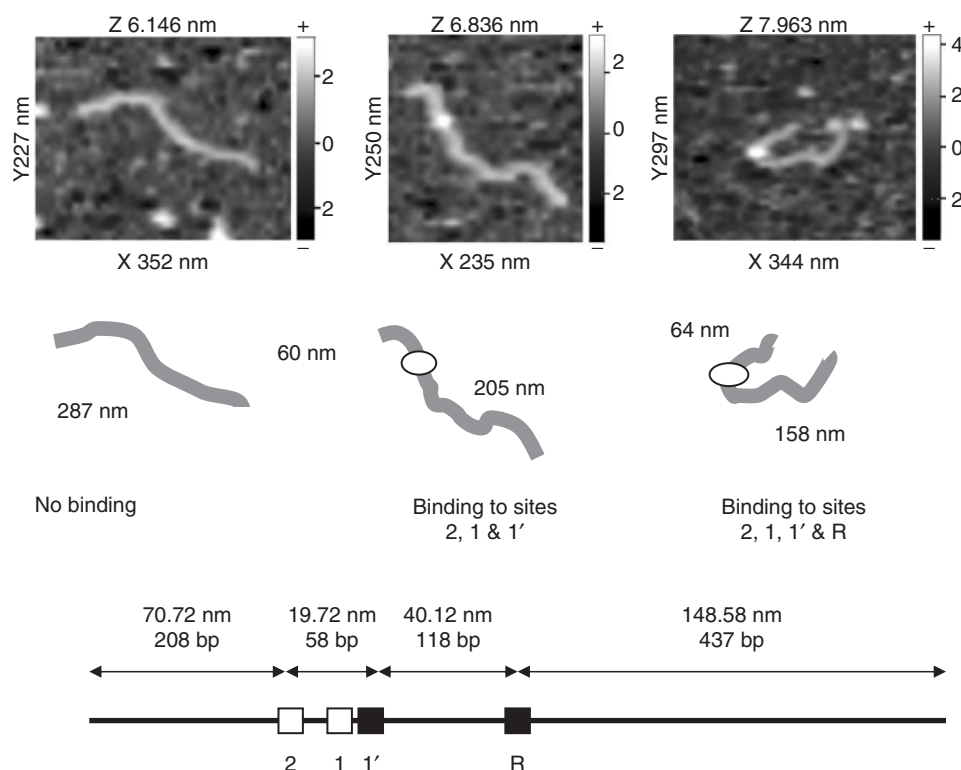 Z 6.146 nm
+
2
0
2
–
Y227 nm
X 352 nm
Z 6.836 nm
+
2
0
2
–
Y250 nm
X 235 nm
Z 7.963 nm
+
4
2
0
2
–
Y297 nm
X 344 nm
287 nm
60 nm
205 nm
64 nm
158 nm
No binding
Binding to sites
2, 1 & 1′
Binding to sites
2, 1, 1′ & R
70.72 nm
208 bp
19.72 nm
58 bp
40.12 nm
118 bp
148.58 nm
437 bp
2
1
1′
R